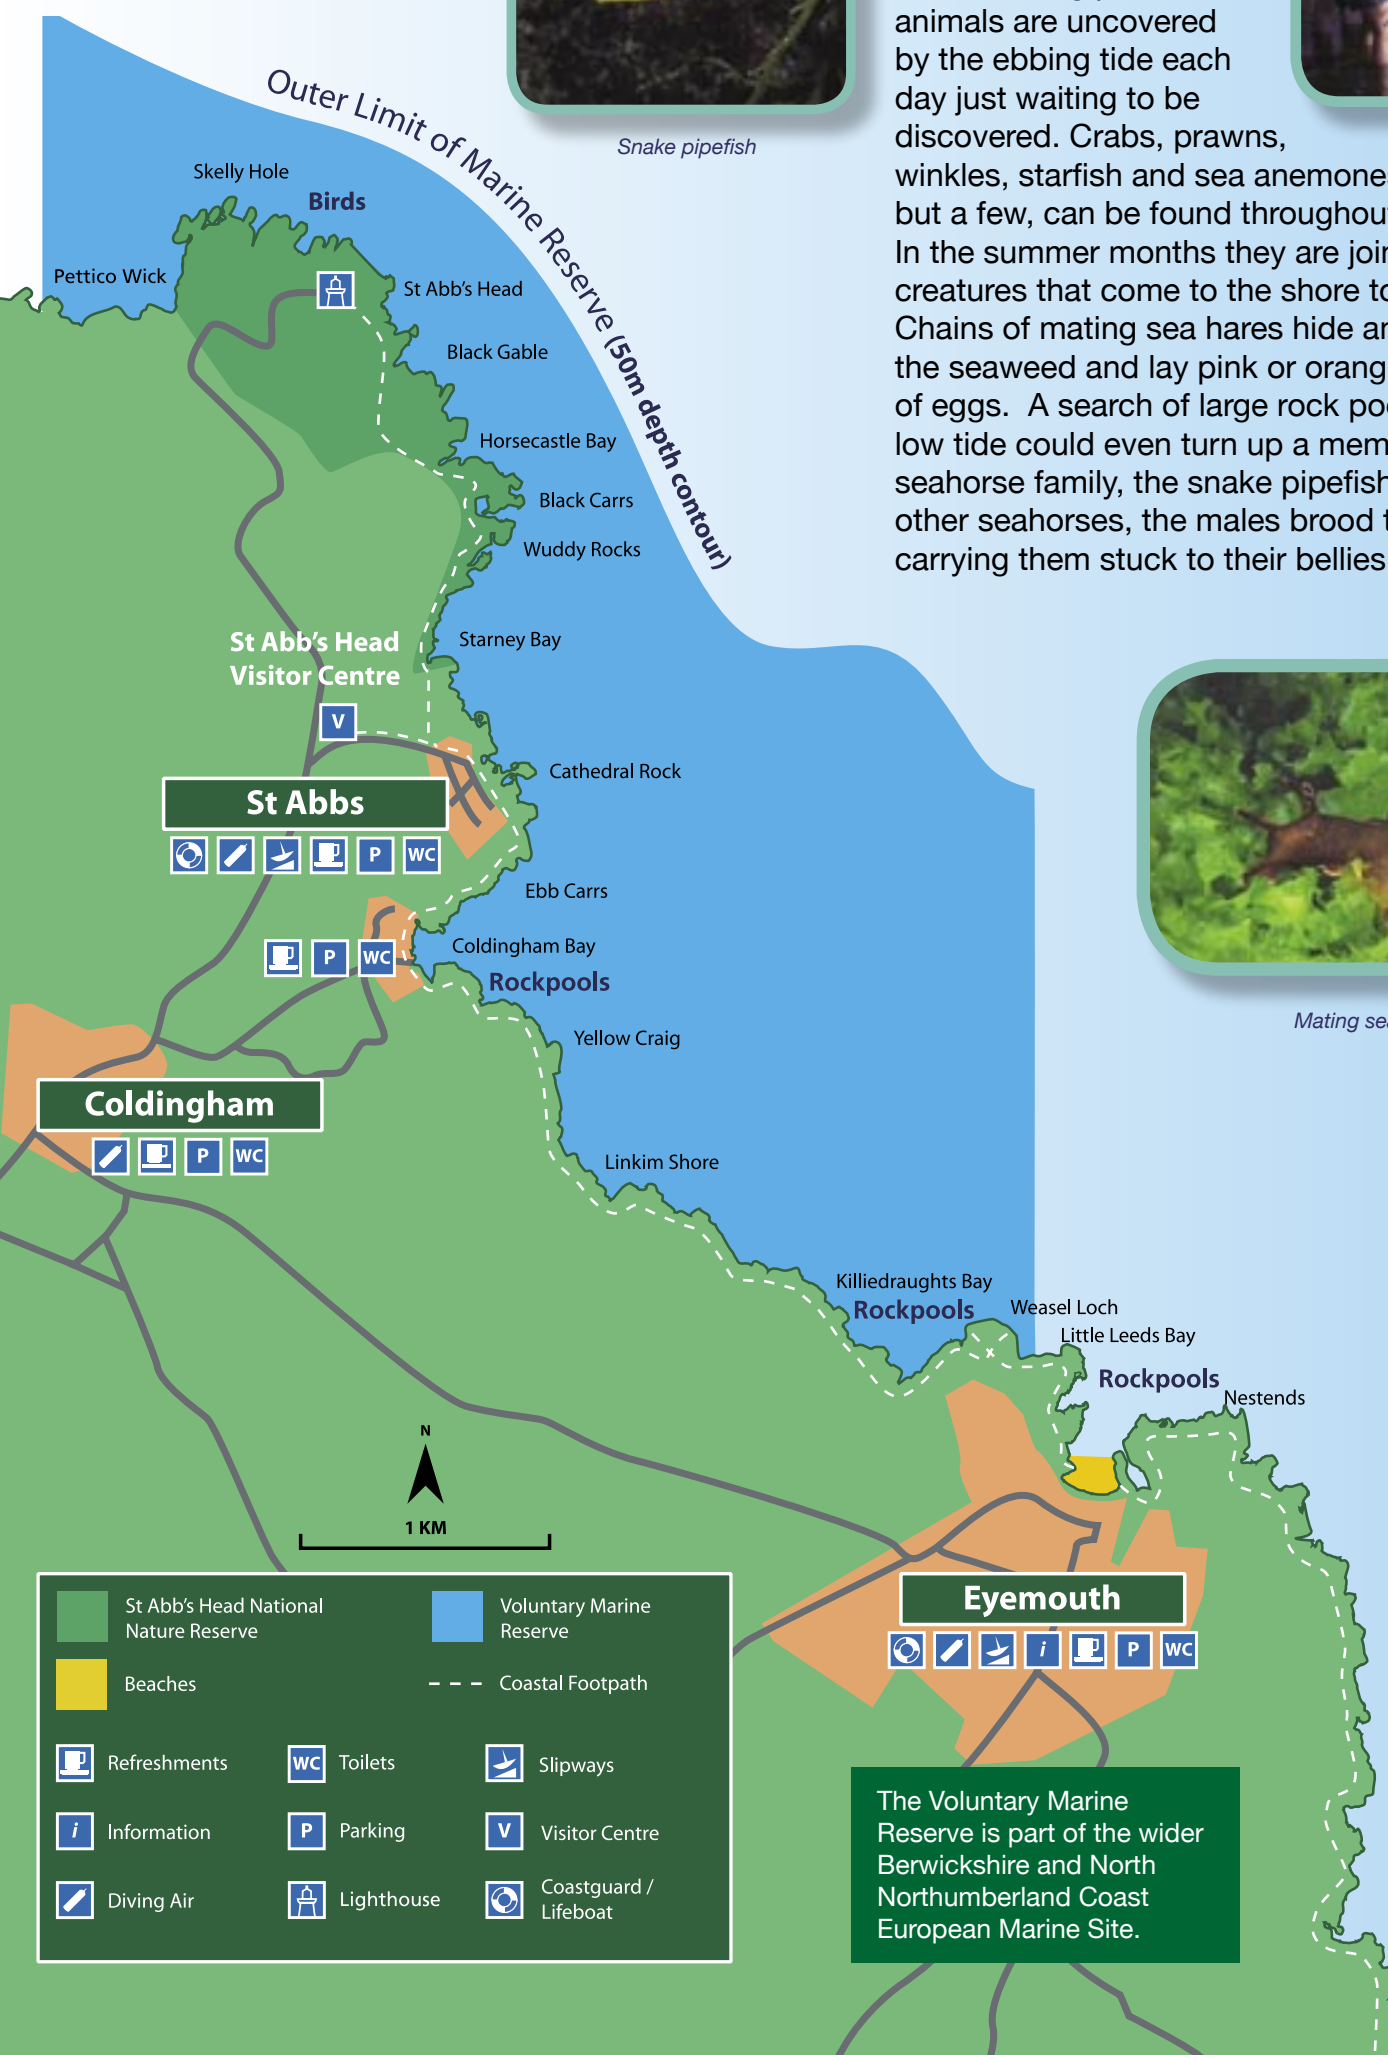 animals are uncovered
by the ebbing tide each
day just waiting to be
discovered. Crabs, prawns,
winkles, starfish and sea anemones
but a few, can be found throughout
In the summer months they are join
creatures that come to the shore to
Chains of mating sea hares hide
the seaweed and lay pink or orang
of eggs. A search of large rock
low tide could even turn up a mem
seahorse family, the snake pipefish
other seahorses, the males brood
carrying them stuck to their bellies
Snake pipefish
Mating sea
Outer Limit of Marine Reserve (50m depth contour)
Skelly Hole
Birds
Pettico Wick
St Abb's Head
Black Gable
Horsecastle Bay
Black Carrs
Wuddy Rocks
St Abb's Head
Visitor Centre
Starney Bay
V
Cathedral Rock
St Abbs
P
WC
Ebb Carrs
Coldingham Bay
P
WC
Rockpools
Yellow Craig
Coldingham
P
WC
Linkim Shore
Killiedraughts Bay
Rockpools
Weasel Loch
Little Leeds Bay
Rockpools
Nestends
N
1 KM
Eyemouth
i
P
WC
St Abb's Head National
Nature Reserve
Voluntary Marine
Reserve
Beaches
Coastal Footpath
Refreshments
WC Toilets
Slipways
i Information
P Parking
V Visitor Centre
Diving Air
Lighthouse
Coastguard /
Lifeboat
The Voluntary Marine
Reserve is part of the wider
Berwickshire and North
Northumberland Coast
European Marine Site.